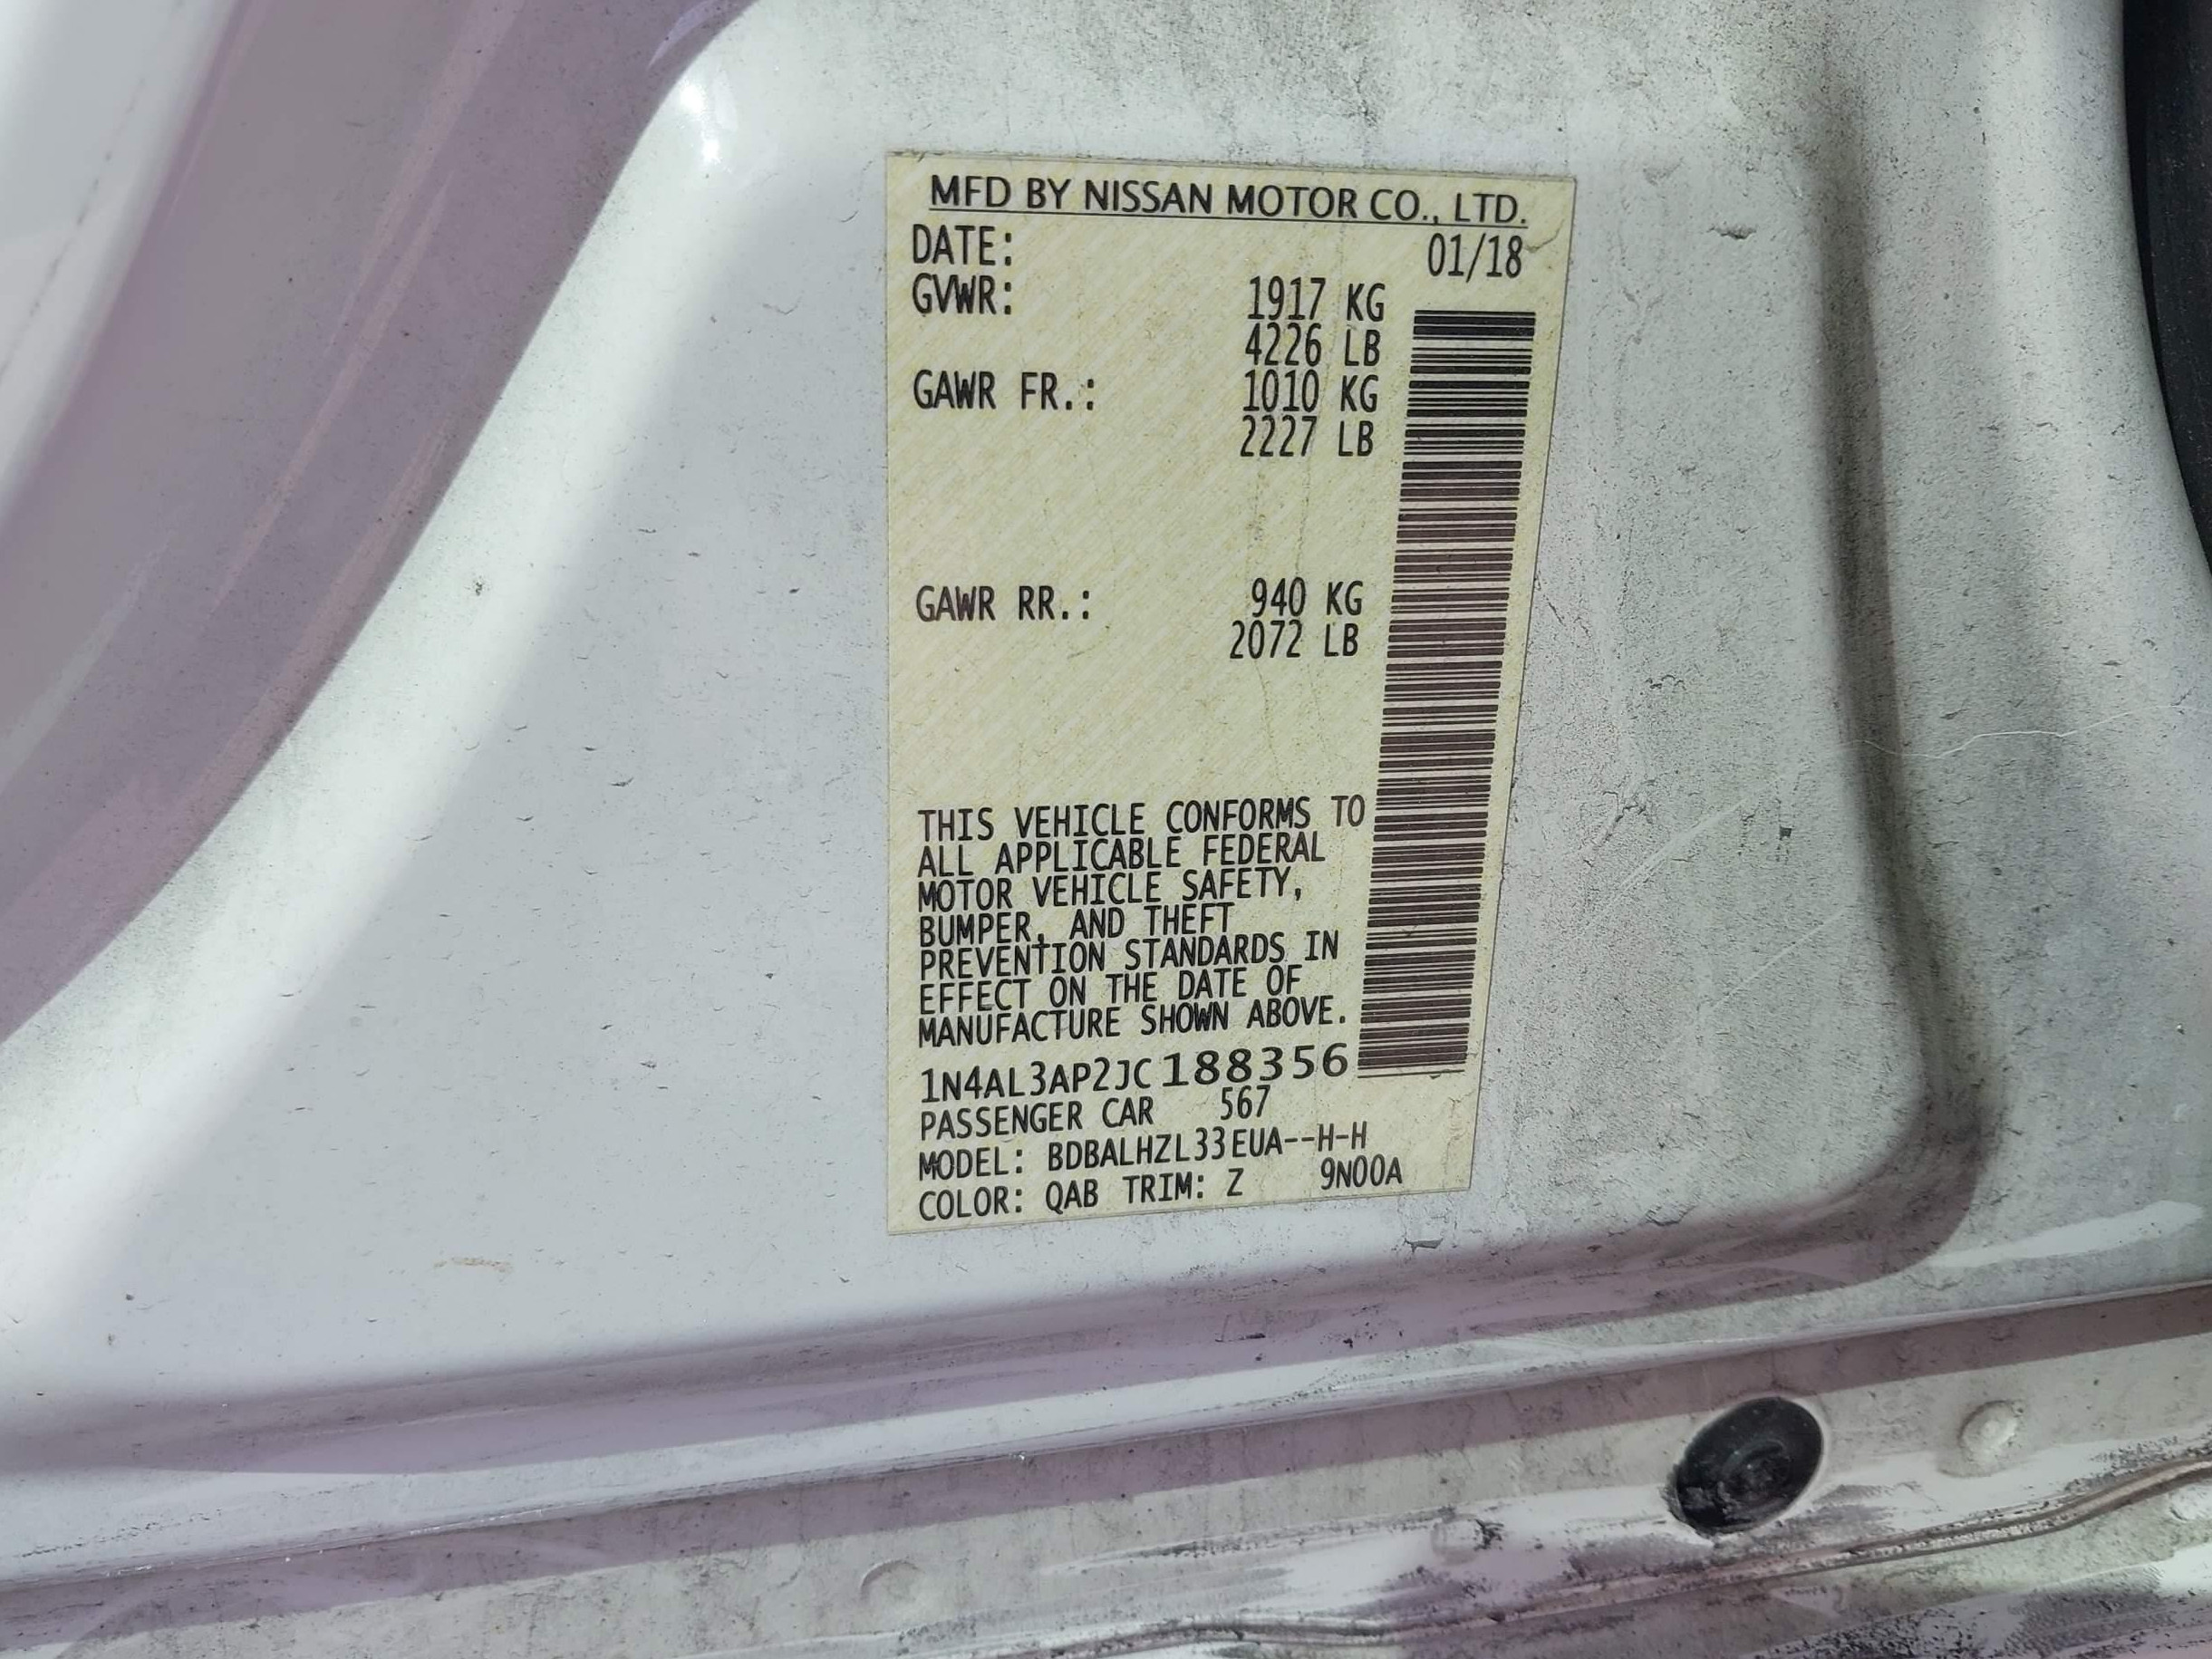 MFD BY NISSAN MOTOR CO., LTD.
DATE: 01/18
GVWR: 1917 KG
4226 LB
GAWR FR.: 1010 KG
2227 LB
GAWR RR.: 940 KG
2072 LB
THIS VEHICLE CONFORMS TO
ALL APPLICABLE FEDERAL
MOTOR VEHICLE SAFETY,
BUMPER, AND THEFT
PREVENTION STANDARDS IN
EFFECT ON THE DATE OF
MANUFACTURE SHOWN ABOVE.
1N4AL3AP2JC188356
PASSENGER CAR 567
MODEL: BDBALHZL33EUA--H-H
COLOR: QAB TRIM: Z 9N00A